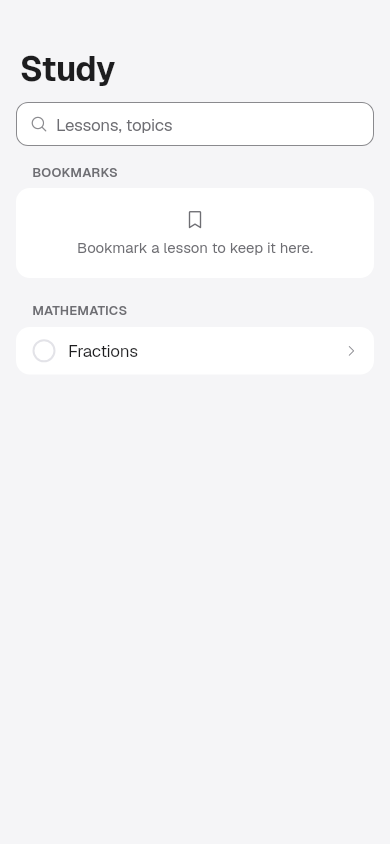 Study
Lessons, topics
BOOKMARKS
Bookmark a lesson to keep it here.
MATHEMATICS
Fractions